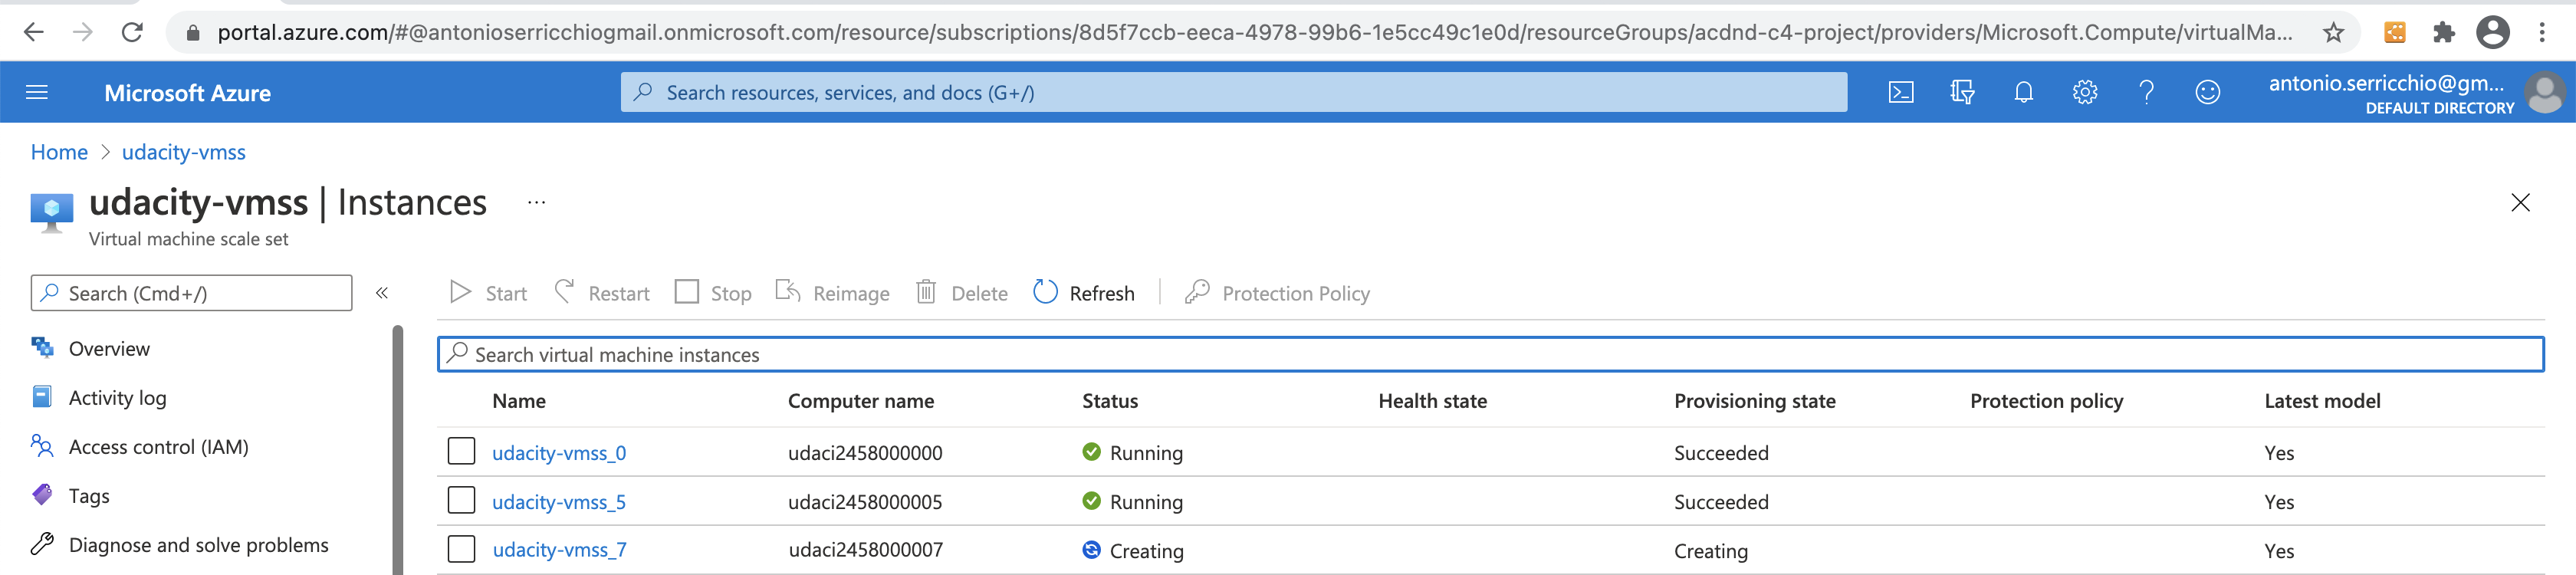 portal.azure.com/#@antonioserricchiogmail.onmicrosoft.com/resource/subscriptions/8d5f7ccb-eeca-4978-99b6-1e5cc49c1e0d/resourceGroups/acdnd-c4-project/providers/Microsoft.Compute/virtualMa...
Microsoft Azure
Search resources, services, and docs (G+/)
antonio.serricchio@gm...
DEFAULT DIRECTORY
Home > udacity-vmss
udacity-vmss | Instances ...
Virtual machine scale set
Search (Cmd+/) «
Start Restart Stop Reimage Delete Refresh Protection Policy
Overview
Activity log
Access control (IAM)
Tags
Diagnose and solve problems
Search virtual machine instances
Name Computer name Status Health state Provisioning state Protection policy Latest model
udacity-vmss_0 udaci2458000000 Running Succeeded Yes
udacity-vmss_5 udaci2458000005 Running Succeeded Yes
udacity-vmss_7 udaci2458000007 Creating Creating Yes